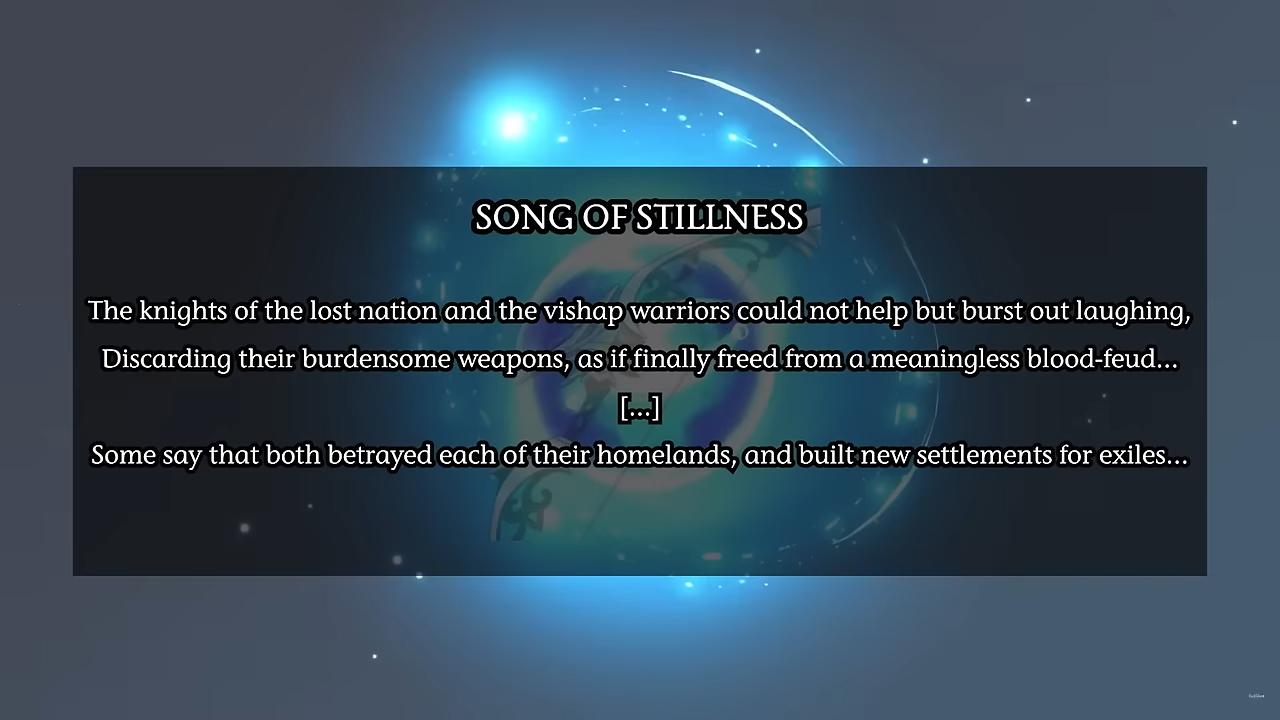 SONG OF STILLNESS
The knights of the lost nation and the vishap warriors could not help but burst out laughing,
Discarding their burdensome weapons, as if finally freed from a meaningless blood-feud...
[...]
Some say that both betrayed each of their homelands, and built new settlements for exiles...